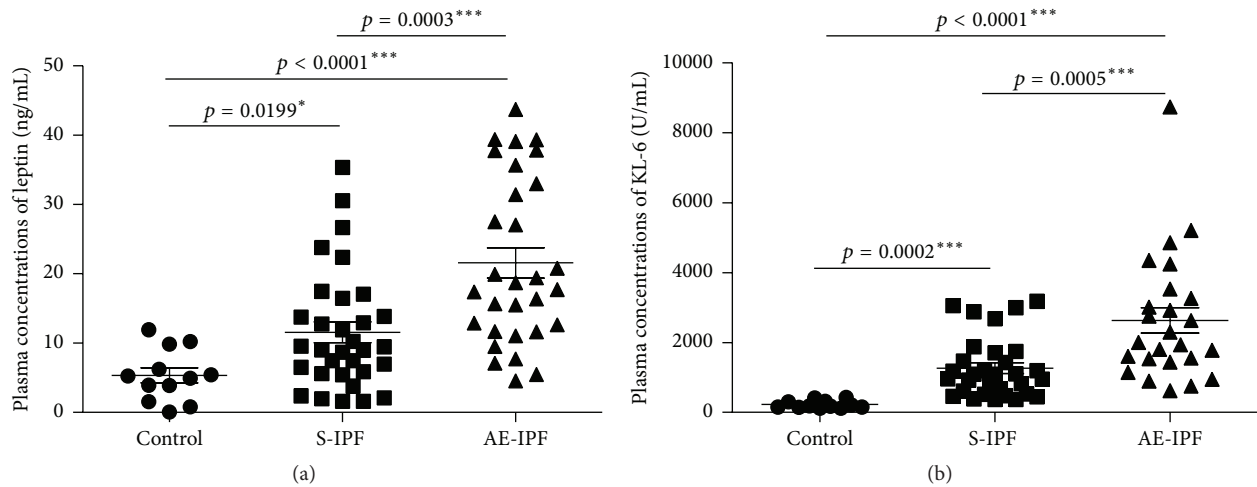 p = 0.0003***
p < 0.0001***
p = 0.0199*
Plasma concentrations of leptin (ng/mL)
50
40
30
20
10
0
Control
S-IPF
AE-IPF
(a)
p < 0.0001***
p = 0.0005***
p = 0.0002***
Plasma concentrations of KL-6 (U/mL)
10000
8000
6000
4000
2000
0
Control
S-IPF
AE-IPF
(b)